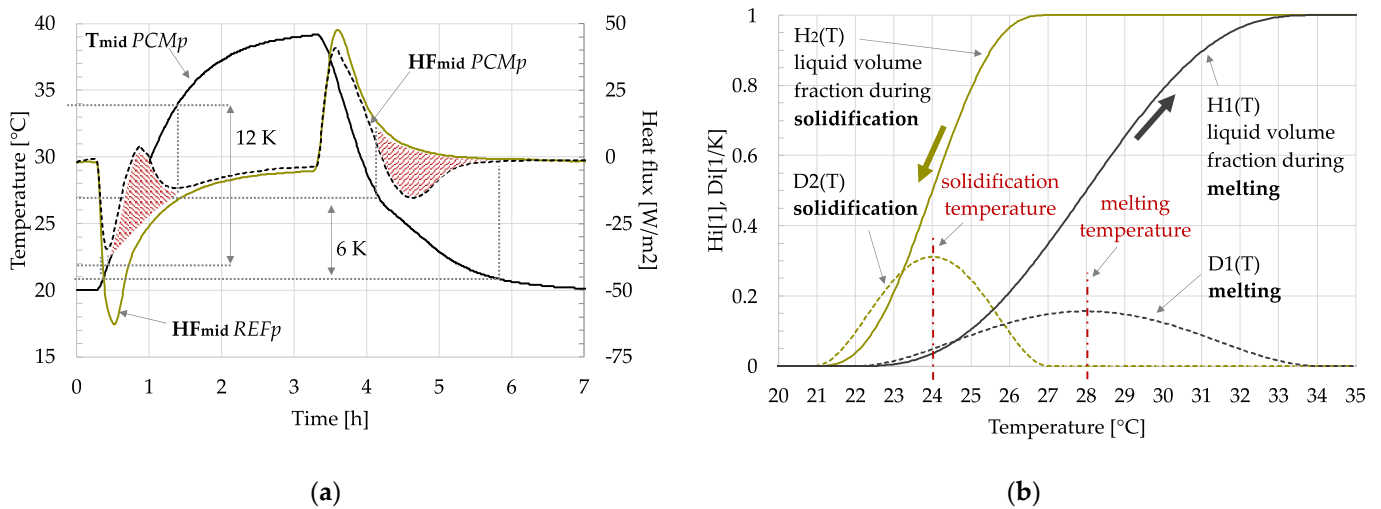 40
35
30
25
20
15
Temperature [°C]
0
1
2
3
4
5
6
7
Time [h]
50
25
0
-25
-50
-75
Heat flux [W/m2]
Tmid PCMp
HFmid PCMp
12 K
6 K
HFmid REFp
(a)
1
0.8
0.6
0.4
0.2
0
Hi[1], Di[1/K]
20
21
22
23
24
25
26
27
28
29
30
31
32
33
34
35
Temperature [°C]
H2(T)
liquid volume
fraction during
solidification
D2(T)
solidification
solidification
temperature
melting
temperature
H1(T)
liquid volume
fraction during
melting
D1(T)
melting
(b)